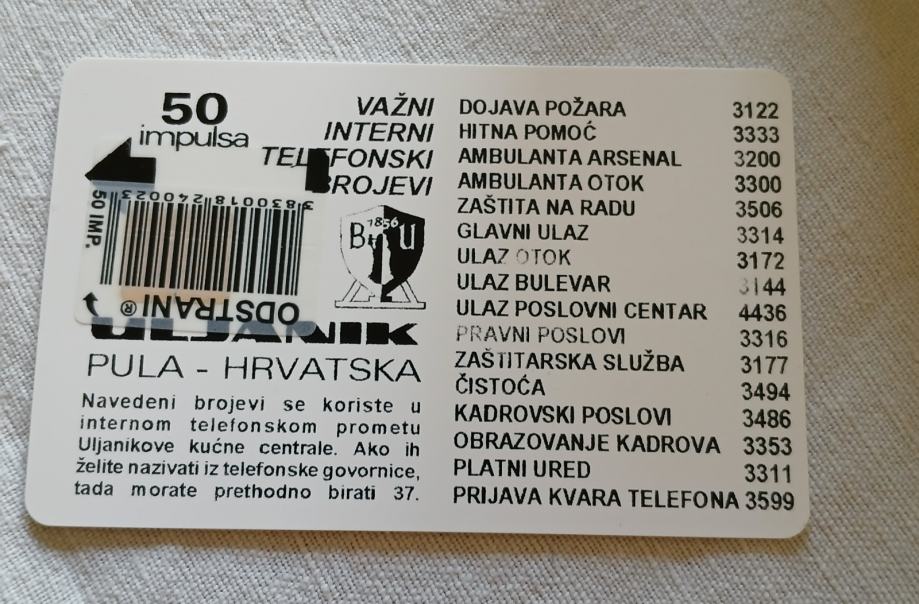 50
impulsa
VAŽNI
INTERNI
TELEFONSKI
BROJEVI
3830018240023
50 IMP.
ODSTRANI®
1856
B U
ULJANIK
PULA - HRVATSKA
Navedeni brojevi se koriste u
internom telefonskom prometu
Uljanikove kućne centrale. Ako ih
želite nazivati iz telefonske govornice,
tada morate prethodno birati 37.
DOJAVA POŽARA 3122
HITNA POMOĆ 3333
AMBULANTA ARSENAL 3200
AMBULANTA OTOK 3300
ZAŠTITA NA RADU 3506
GLAVNI ULAZ 3314
ULAZ OTOK 3172
ULAZ BULEVAR 3144
ULAZ POSLOVNI CENTAR 4436
PRAVNI POSLOVI 3316
ZAŠTITARSKA SLUŽBA 3177
ČISTOĆA 3494
KADROVSKI POSLOVI 3486
OBRAZOVANJE KADROVA 3353
PLATNI URED 3311
PRIJAVA KVARA TELEFONA 3599